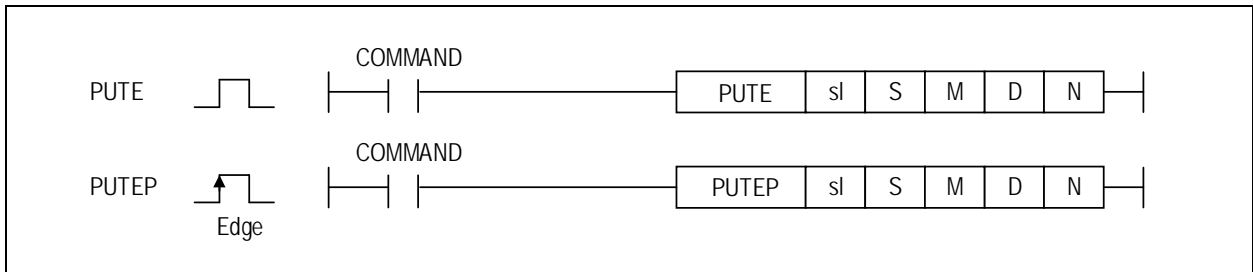 COMMAND
PUTE PUTE sl S M D N
COMMAND
PUTEP PUTEP sl S M D N
Edge